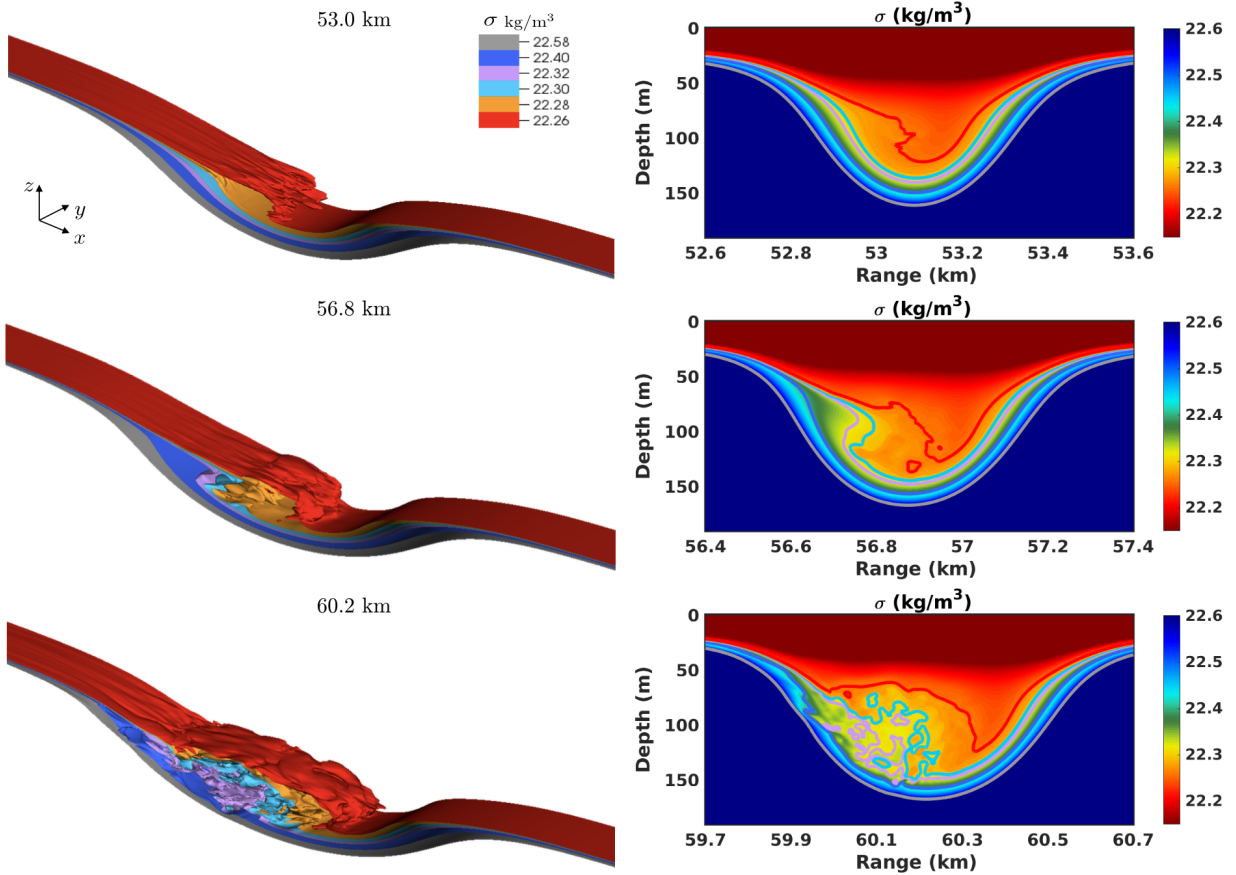 53.0 km
σ kg/m³
22.58
22.40
22.32
22.30
22.28
22.26
z
y
x
σ (kg/m³)
0
50
100
150
Depth (m)
52.6 52.8 53 53.2 53.4 53.6
Range (km)
22.6
22.5
22.4
22.3
22.2
56.8 km
σ (kg/m³)
0
50
100
150
Depth (m)
56.4 56.6 56.8 57 57.2 57.4
Range (km)
22.6
22.5
22.4
22.3
22.2
60.2 km
σ (kg/m³)
0
50
100
150
Depth (m)
59.7 59.9 60.1 60.3 60.5 60.7
Range (km)
22.6
22.5
22.4
22.3
22.2